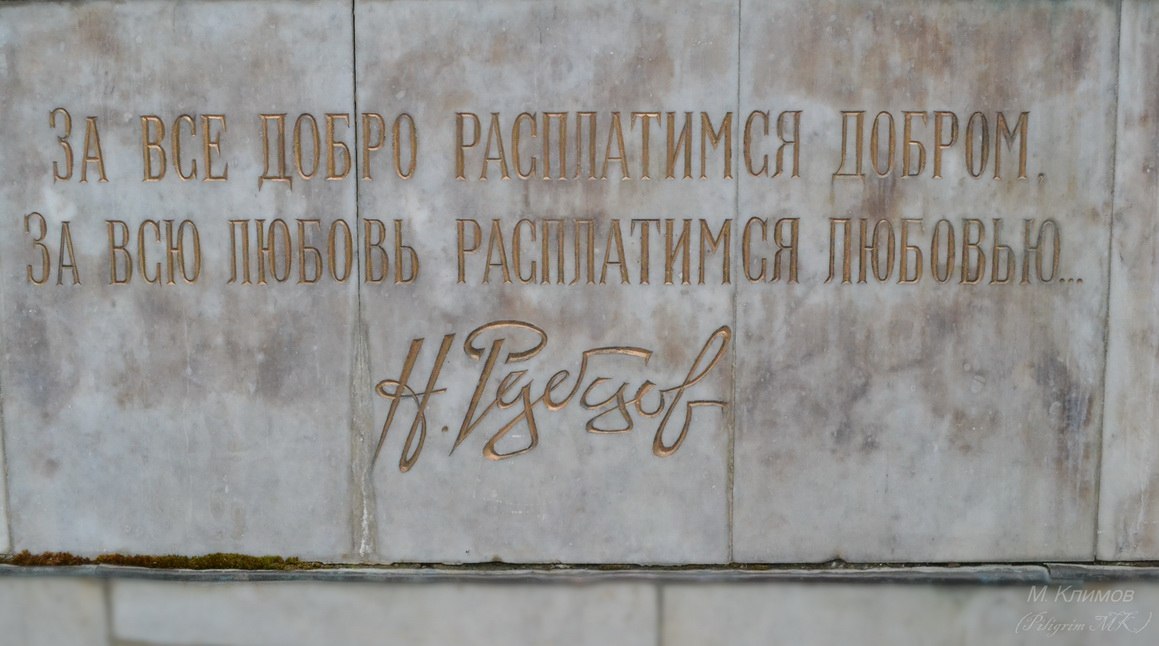 ЗА ВСЕ ДОБРО РАСПЛАТИМСЯ ДОБРОМ,
ЗА ВСЮ ЛЮБОВЬ РАСПЛАТИМСЯ ЛЮБОВЬЮ...
Н. Рубцов
М. Климов
(Piligrim MK)